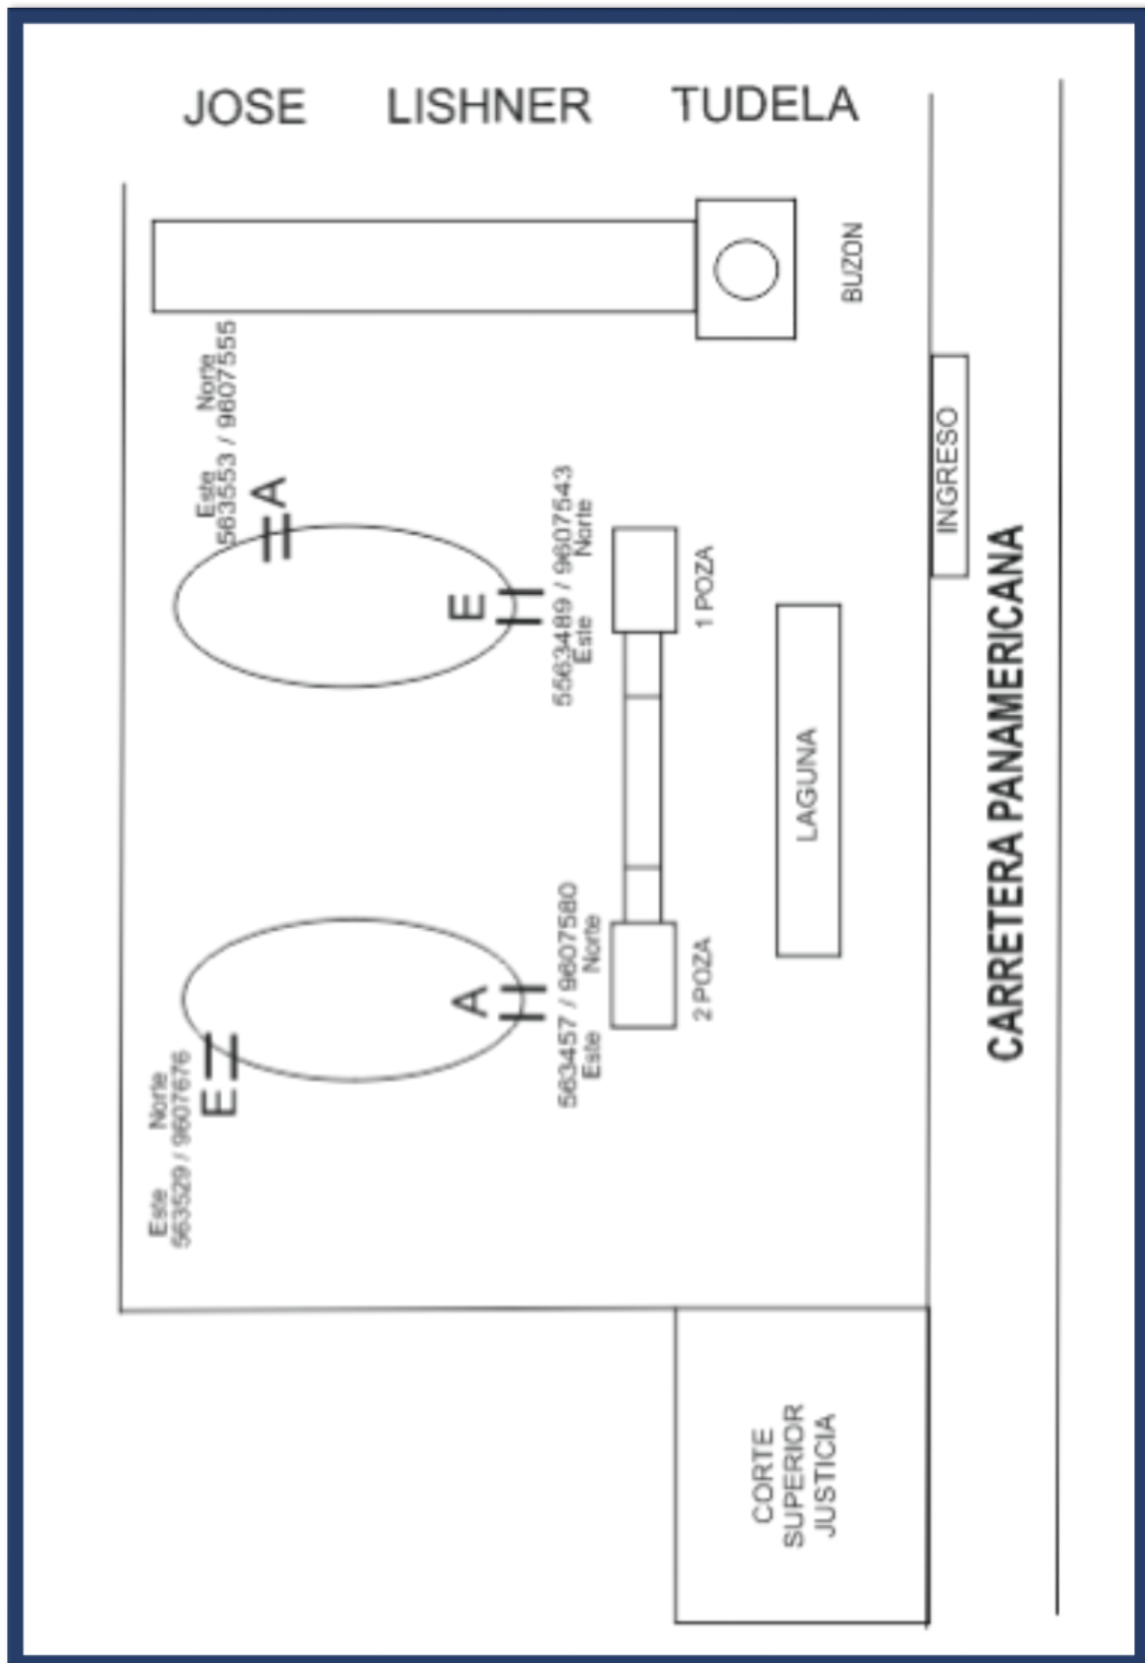 JOSE LISHNER TUDELA
BUZON
Este Norte
563553 / 9607555
A
E
5563489 / 9607543
Este Norte
1 POZA
INGRESO
LAGUNA
CARRETERA PANAMERICANA
A
563457 / 9607580
Este Norte
2 POZA
E
Este Norte
563529 / 9607676
CORTE
SUPERIOR
JUSTICIA